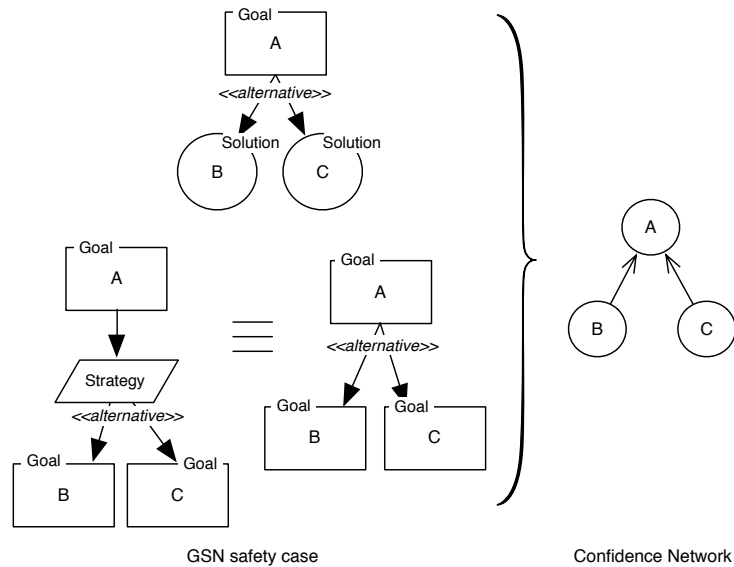 Goal
A
<<alternative>>
Solution
B
Solution
C
Goal
A
Strategy
<<alternative>>
Goal
B
Goal
C
Goal
A
<<alternative>>
Goal
B
Goal
C
A
B
C
GSN safety case
Confidence Network